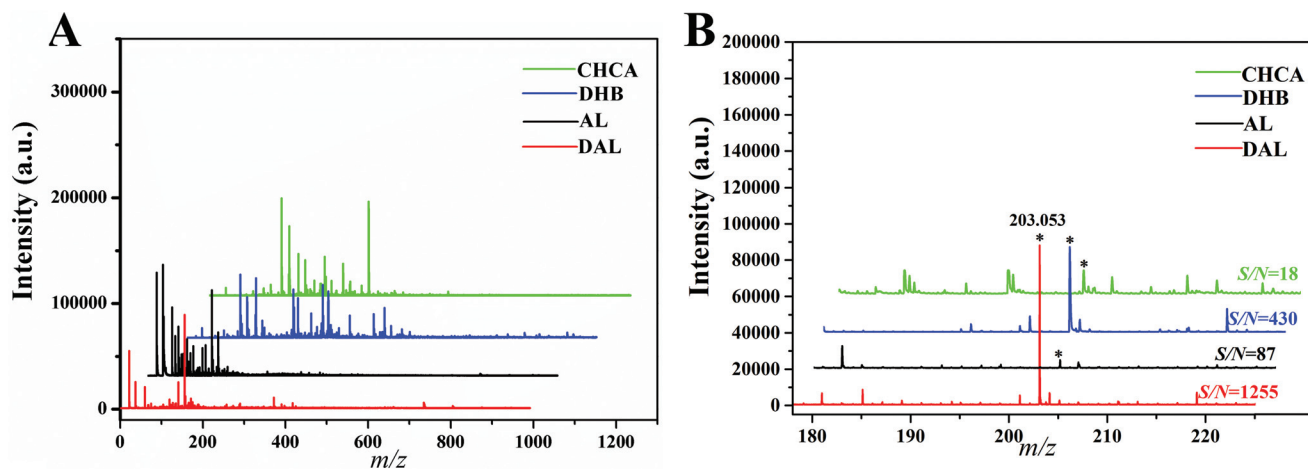 A
CHCA
DHB
AL
DAL
Intensity (a.u.)
300000
200000
100000
0
0
200
400
600
800
1000
1200
m/z
B
CHCA
DHB
AL
DAL
Intensity (a.u.)
200000
180000
160000
140000
120000
100000
80000
60000
40000
20000
0
203.053
*
*
*
*
S/N=18
S/N=430
S/N=87
S/N=1255
180
190
200
210
220
m/z